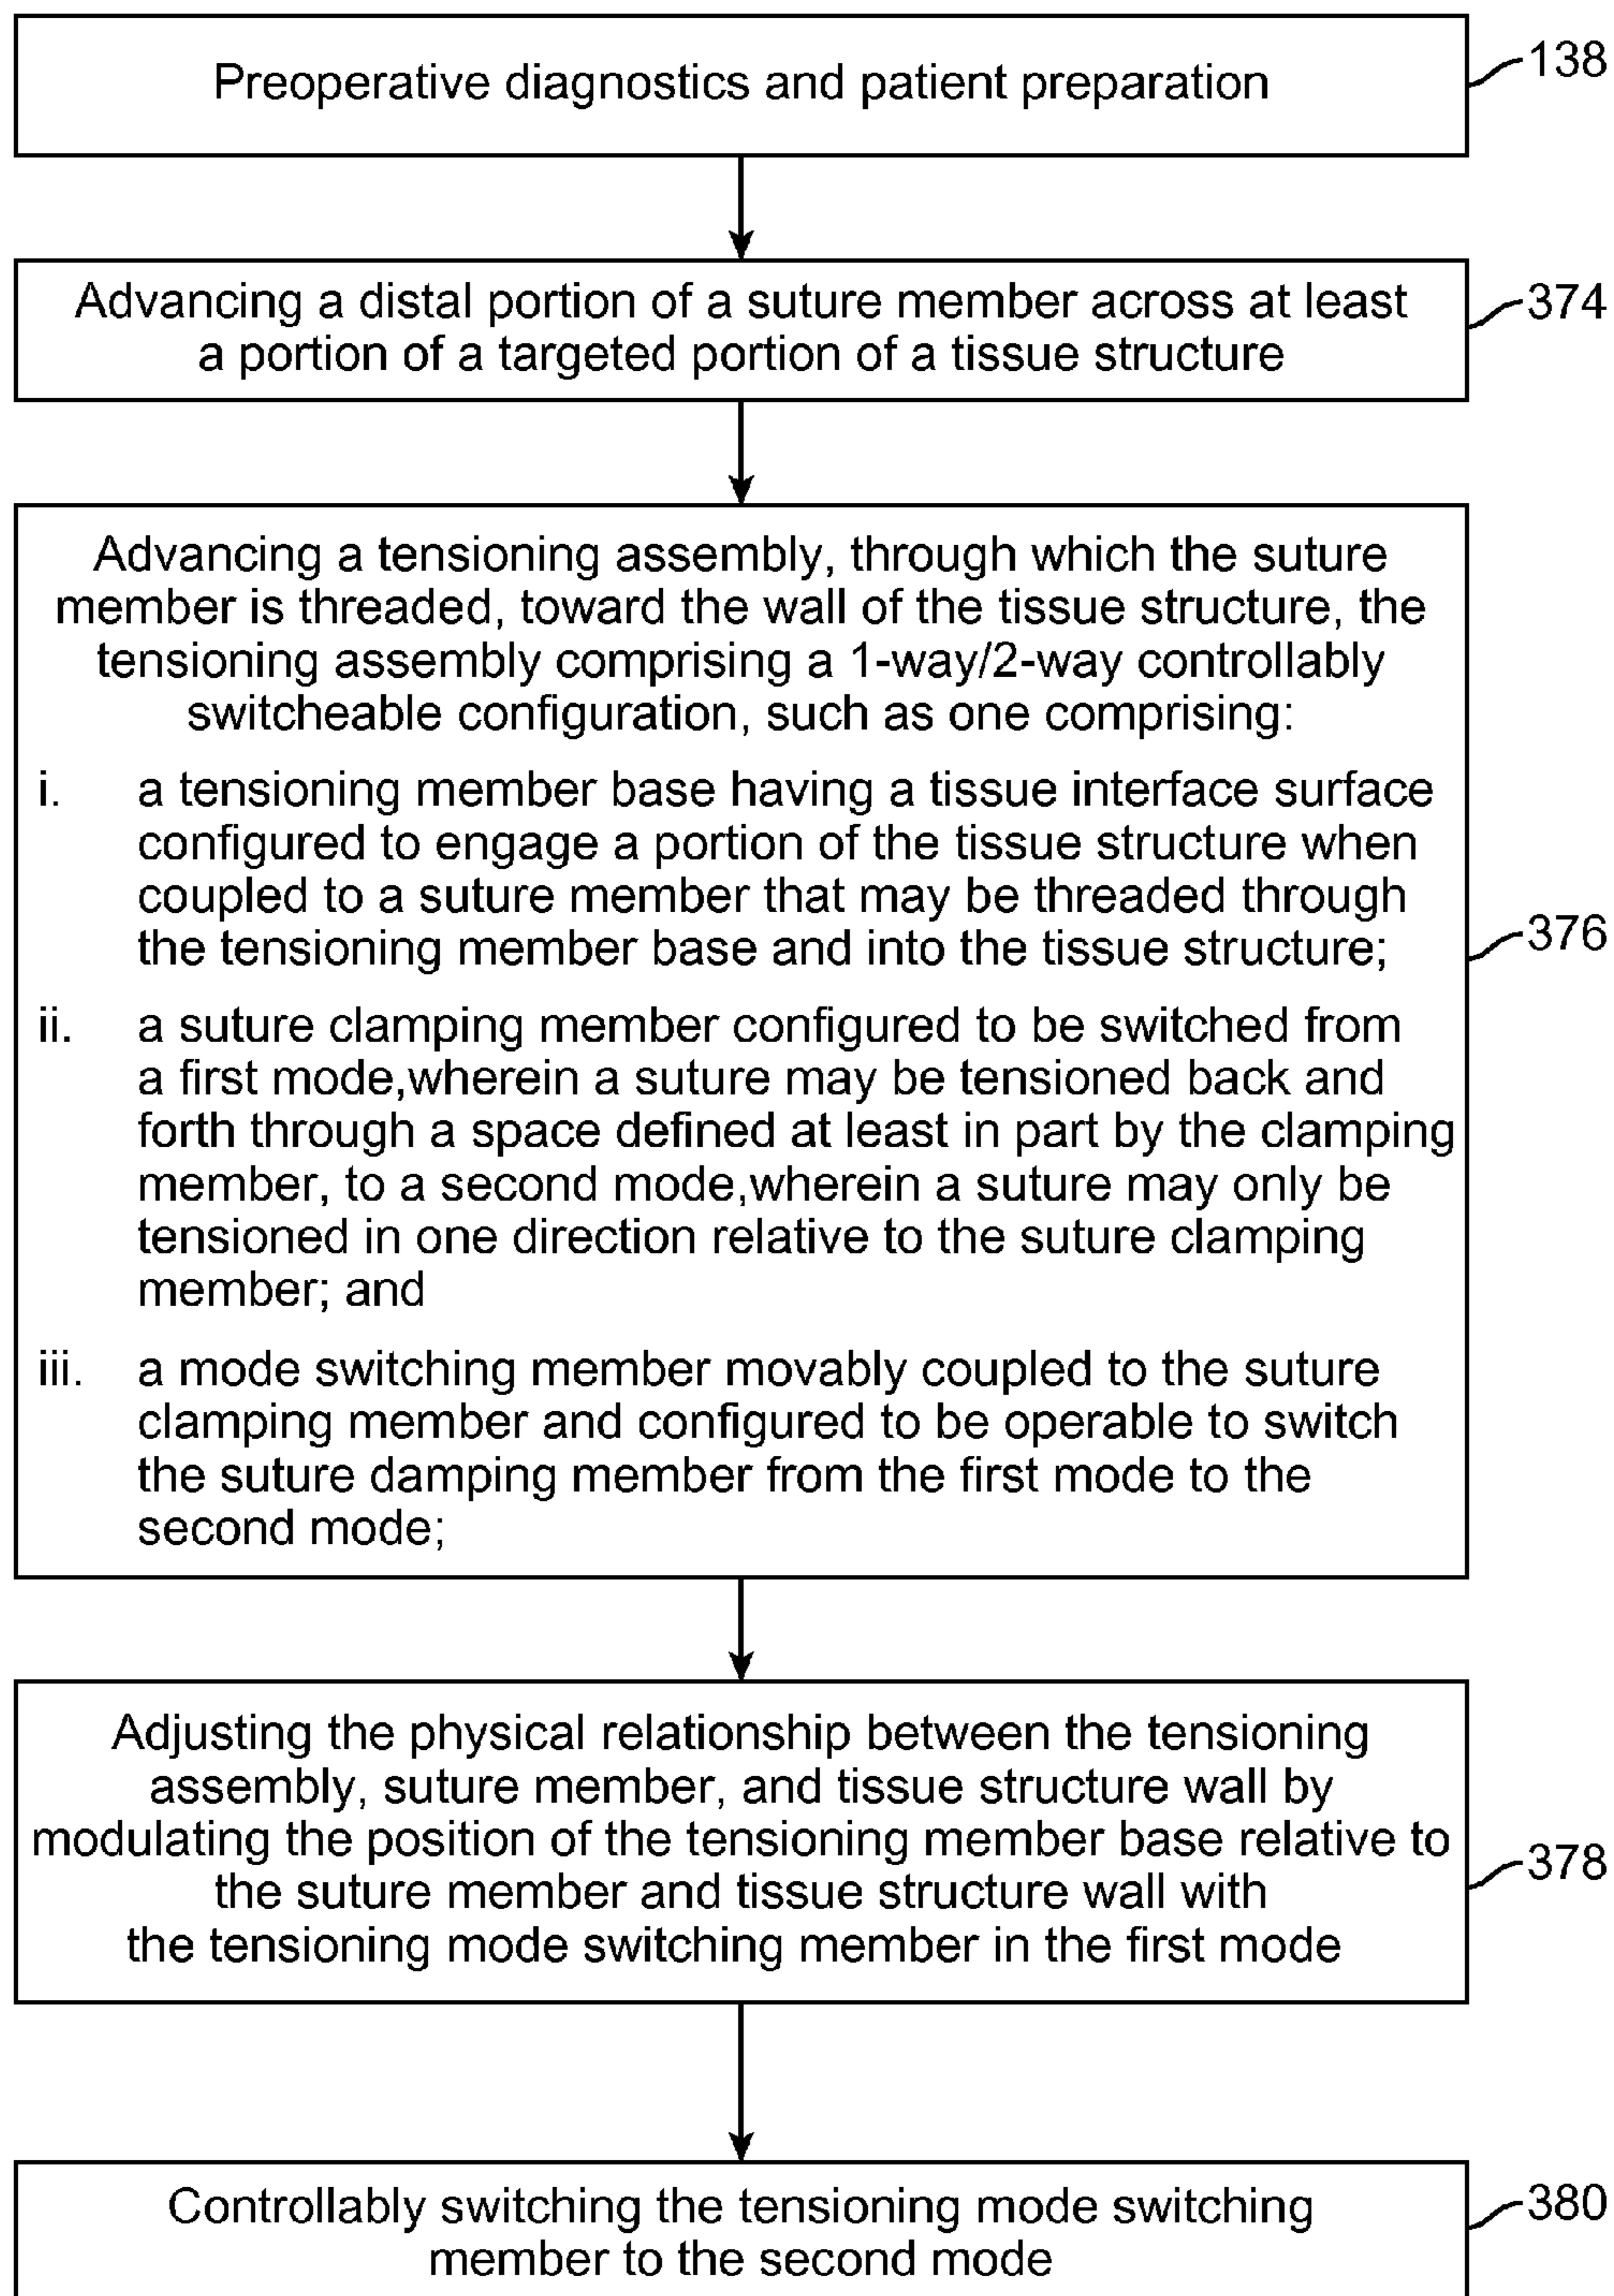 Preoperative diagnostics and patient preparation
138
Advancing a distal portion of a suture member across at least
a portion of a targeted portion of a tissue structure
374
Advancing a tensioning assembly, through which the suture
member is threaded, toward the wall of the tissue structure, the
tensioning assembly comprising a 1-way/2-way controllably
switcheable configuration, such as one comprising:
i. a tensioning member base having a tissue interface surface
configured to engage a portion of the tissue structure when
coupled to a suture member that may be threaded through
the tensioning member base and into the tissue structure;
ii. a suture clamping member configured to be switched from
a first mode,wherein a suture may be tensioned back and
forth through a space defined at least in part by the clamping
member, to a second mode,wherein a suture may only be
tensioned in one direction relative to the suture clamping
member; and
iii. a mode switching member movably coupled to the suture
clamping member and configured to be operable to switch
the suture damping member from the first mode to the
second mode;
376
Adjusting the physical relationship between the tensioning
assembly, suture member, and tissue structure wall by
modulating the position of the tensioning member base relative to
the suture member and tissue structure wall with
the tensioning mode switching member in the first mode
378
Controllably switching the tensioning mode switching
member to the second mode
380